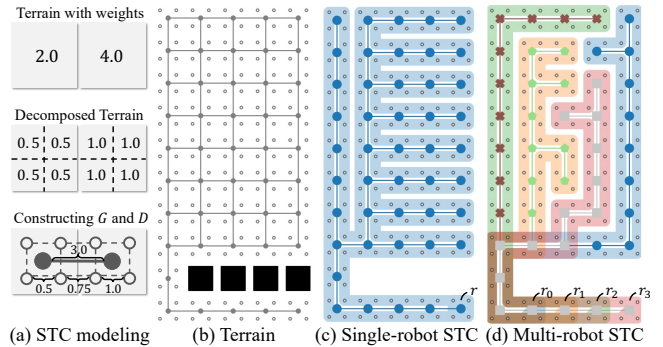 Terrain with weights
2.0 4.0
Decomposed Terrain
0.5 0.5 1.0 1.0
0.5 0.5 1.0 1.0
Constructing G and D
3.0
0.5 0.75 1.0
r
r0 r1 r2 r3
(a) STC modeling (b) Terrain (c) Single-robot STC (d) Multi-robot STC